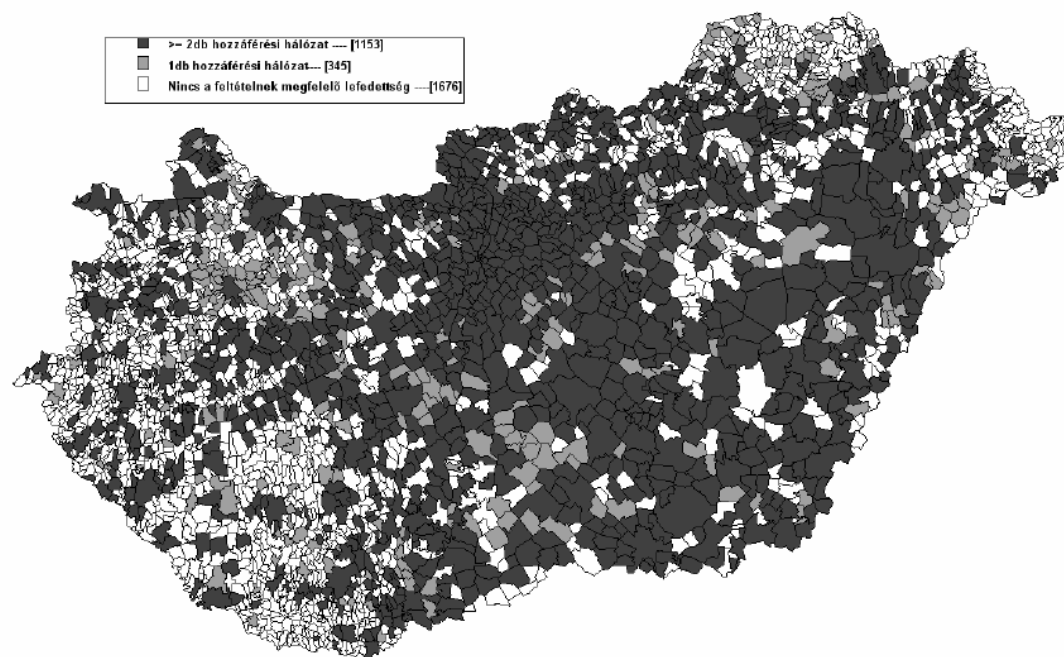 >= 2db hozzáférési hálózat ---- [1153]
1db hozzáférési hálózat--- [345]
Nincs a feltételnek megfelelő lefedettség ----[1676]